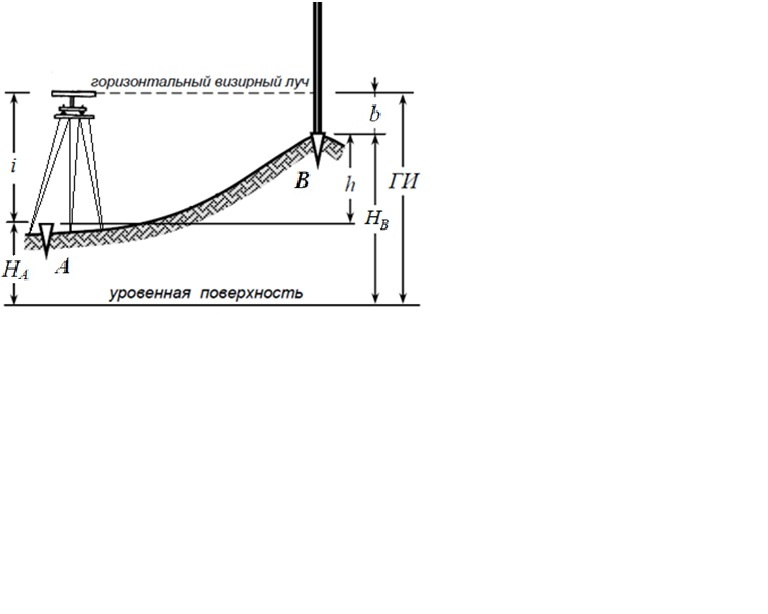 горизонтальный визирный луч
b
i
B
h
ГИ
H_B
H_A
A
уровенная поверхность